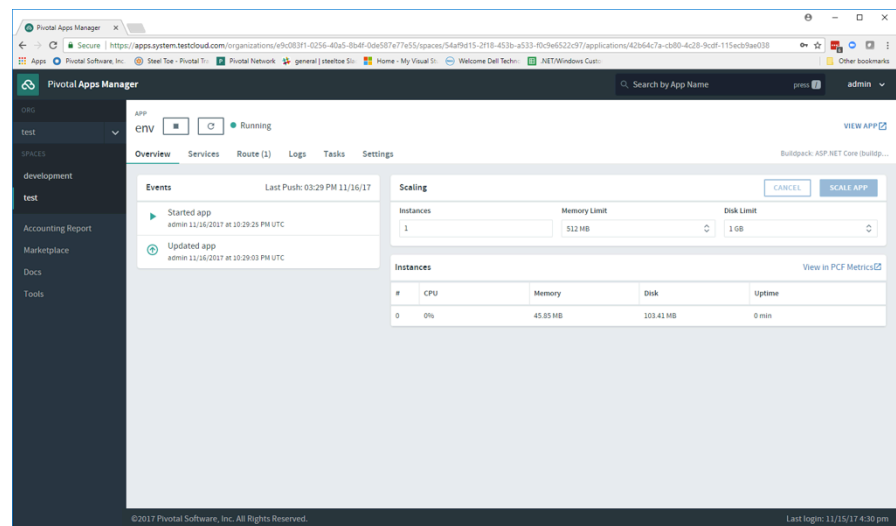 Pivotal Apps Manager
Secure | https://apps.system.testcloud.com/organizations/e9c083f1-0256-40a5-8b4f-0de587e77e55/spaces/54af9d15-2f18-453b-a533-f0c9e6522c97/applications/42b64c7a-cb80-4c28-9cdf-115ecb9ae038
Apps Pivotal Software, Inc. Steel Toe - Pivotal Tra Pivotal Network general | steeltoe Sla Home - My Visual St Welcome Dell Techno .NET/Windows Custo Other bookmarks
Pivotal Apps Manager Search by App Name press / admin
ORG
test
SPACES
development
test
Accounting Report
Marketplace
Docs
Tools
APP
env Running VIEW APP
Overview Services Route (1) Logs Tasks Settings Buildpack: ASP.NET Core (buildp...
Events Last Push: 03:29 PM 11/16/17
Started app
admin 11/16/2017 at 10:29:25 PM UTC
Updated app
admin 11/16/2017 at 10:29:03 PM UTC
Scaling CANCEL SCALE APP
Instances Memory Limit Disk Limit
1 512 MB 1 GB
Instances View in PCF Metrics
# CPU Memory Disk Uptime
0 0% 45.85 MB 103.41 MB 0 min
©2017 Pivotal Software, Inc. All Rights Reserved. Last login: 11/15/17 4:30 pm